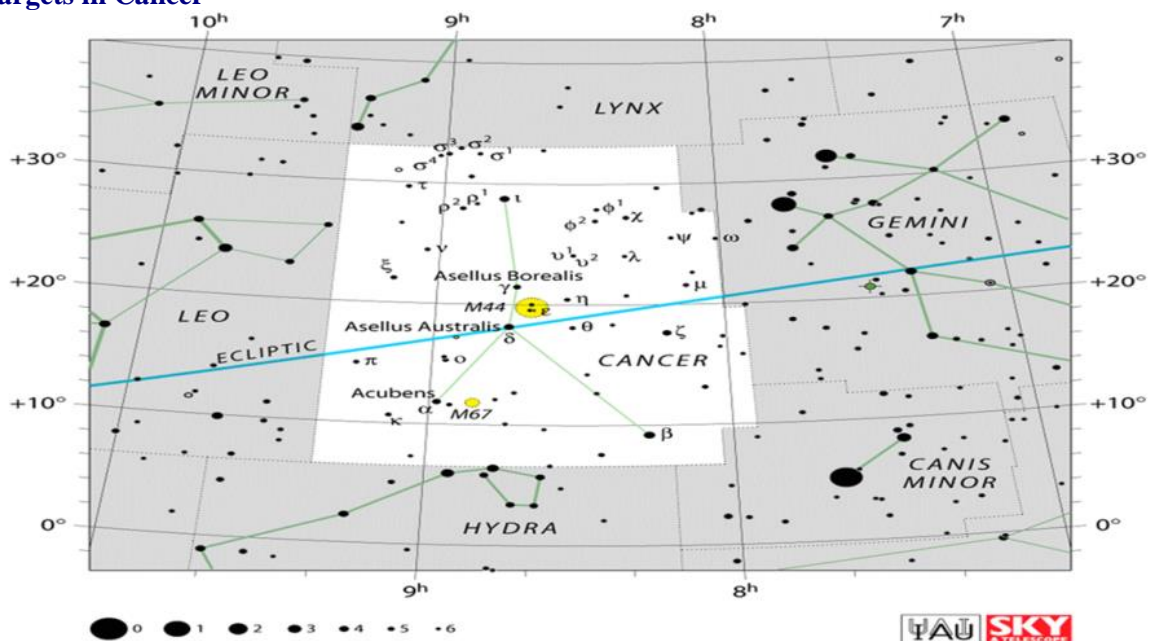 argets in Cancer
10h 9h 8h 7h
LEO
MINOR
LYNX
σ3 σ2
σ4 σ1
+30° +30°
τ
ρ2 ρ1 ι
φ2 φ1 χ
GEMINI
ν ψ ω
ξ υ1 υ2 λ
Asellus Borealis
+20° γ μ +20°
M44 ε η
LEO
Asellus Australis θ ζ
δ
ECLIPTIC
π ο CANCER
Acubens
+10° α M67 +10°
κ
β
CANIS
MINOR
0° HYDRA 0°
9h 8h
0 1 2 3 4 5 6
IAU SKY
& TELESCOPE